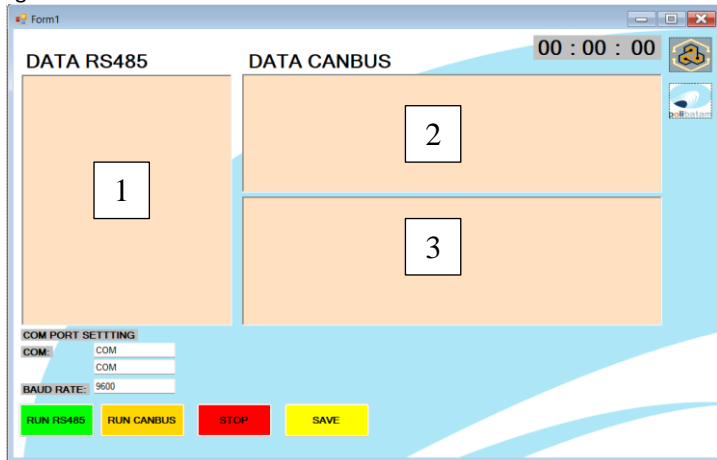 Form1
00 : 00 : 00
DATA RS485
DATA CANBUS
polibatam
1
2
3
COM PORT SETTTING
COM:
COM
COM
BAUD RATE:
9600
RUN RS485
RUN CANBUS
STOP
SAVE